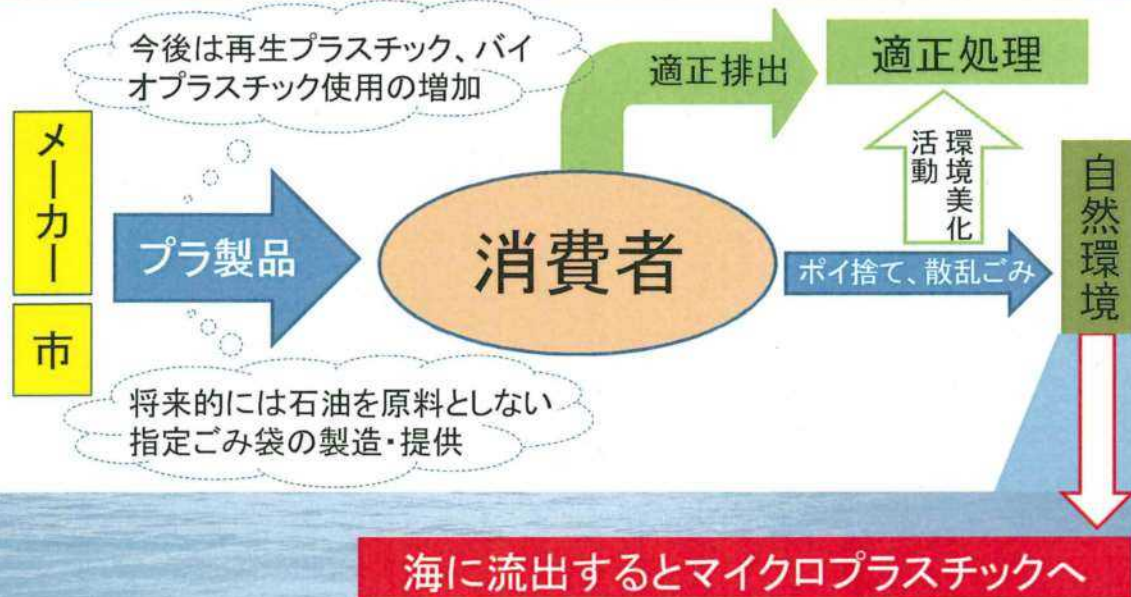 今後は再生プラスチック、バイ
オプラスチック使用の増加
メーカー
市
プラ製品
将来的には石油を原料としない
指定ごみ袋の製造・提供
消費者
適正排出
適正処理
環境美化
活動
ポイ捨て、散乱ごみ
自然環境
海に流出するとマイクロプラスチックへ